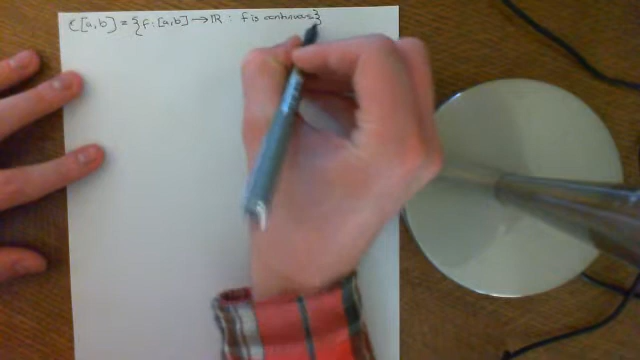 C[a,b] = {f:[a,b]→ℝ : f is continuous}